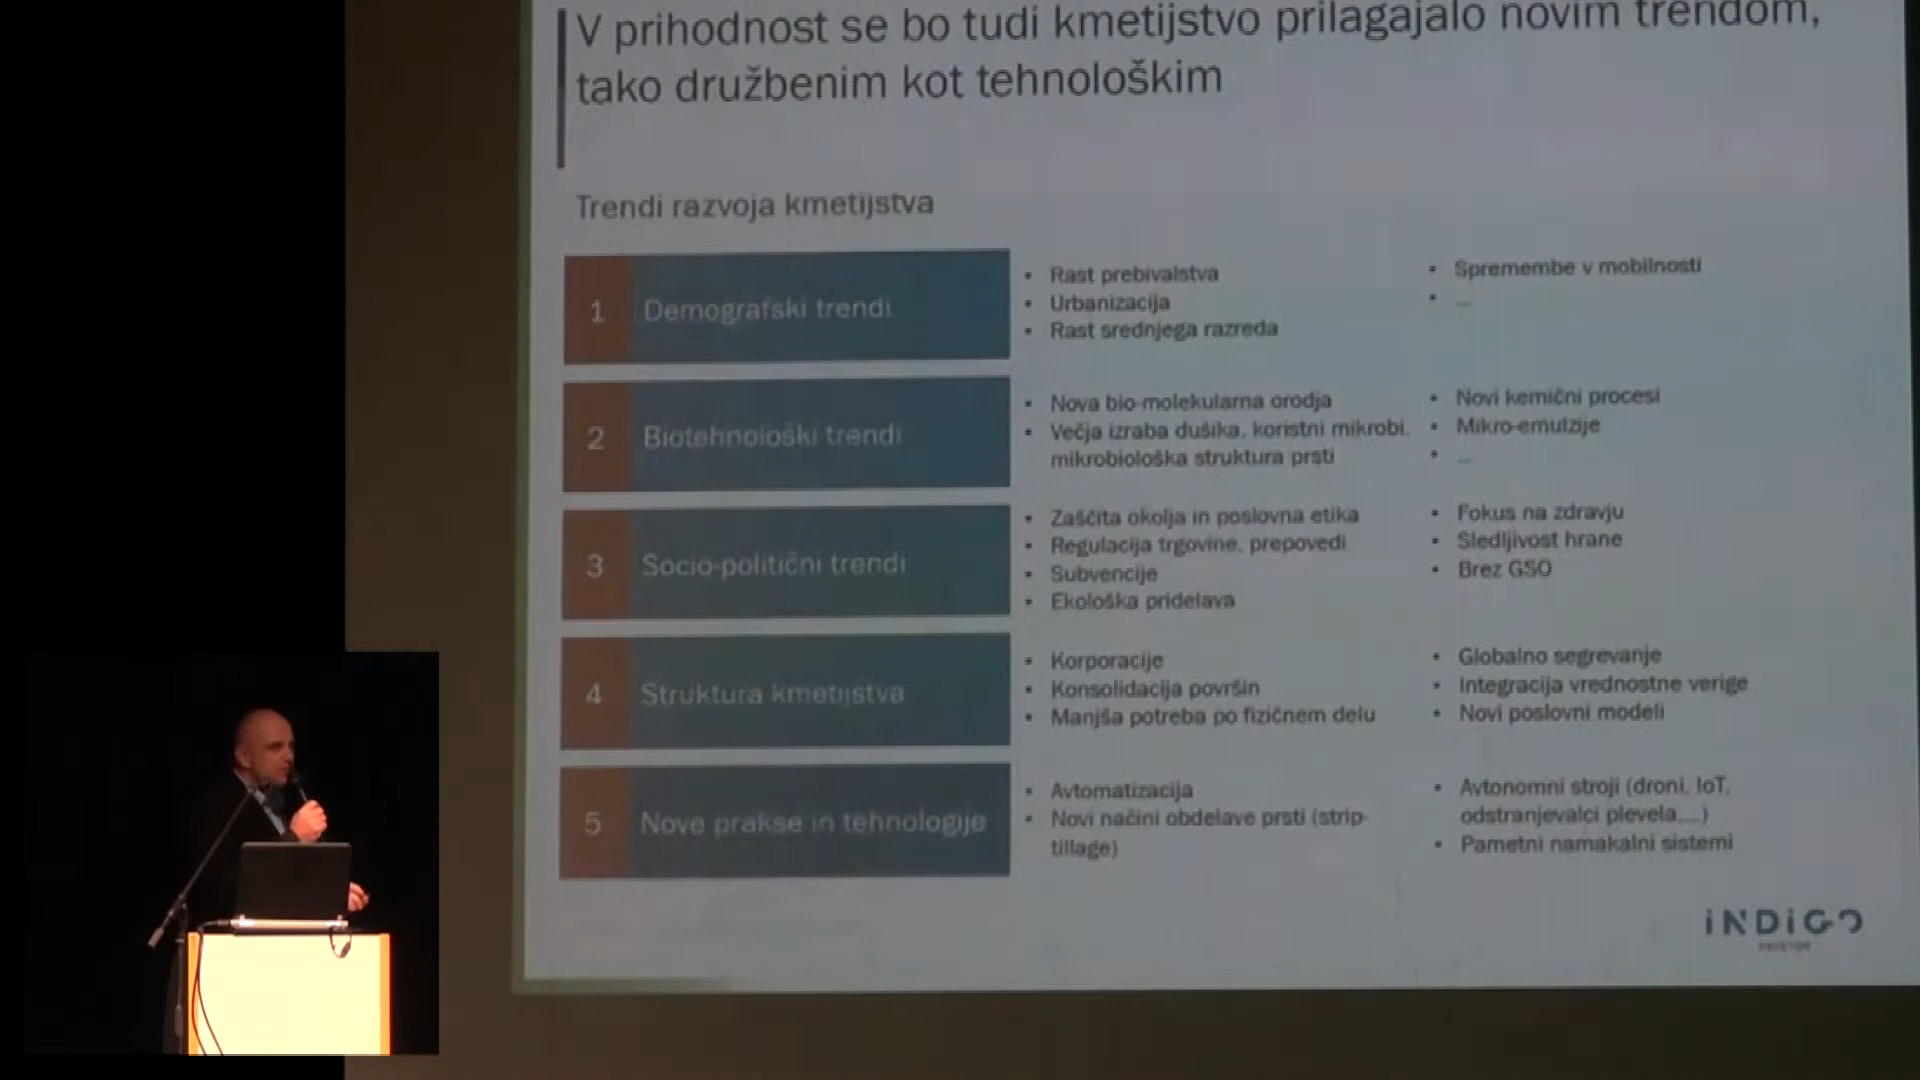 V prihodnost se bo tudi kmetijstvo prilagajalo novim trendom,
tako družbenim kot tehnološkim
Trendi razvoja kmetijstva
1 Demografski trendi
• Rast prebivalstva
• Urbanizacija
• Rast srednjega razreda
• Spremembe v mobilnosti
• ...
2 Biotehnološki trendi
• Nova bio-molekularna orodja
• Večja izraba dušika, koristni mikrobi,
mikrobiološka struktura prsti
• Novi kemični procesi
• Mikro-emulzije
• ...
3 Socio-politični trendi
• Zaščita okolja in poslovna etika
• Regulacija trgovine, prepovedi
• Subvencije
• Ekološka pridelava
• Fokus na zdravju
• Sledljivost hrane
• Brez GSO
4 Struktura kmetijstva
• Korporacije
• Konsolidacija površin
• Manjša potreba po fizičnem delu
• Globalno segrevanje
• Integracija vrednostne verige
• Novi poslovni modeli
5 Nove prakse in tehnologije
• Avtomatizacija
• Novi načini obdelave prsti (strip-
tillage)
• Avtonomni stroji (droni, IoT,
odstranjevalci plevela,...)
• Pametni namakalni sistemi
iNDiGO